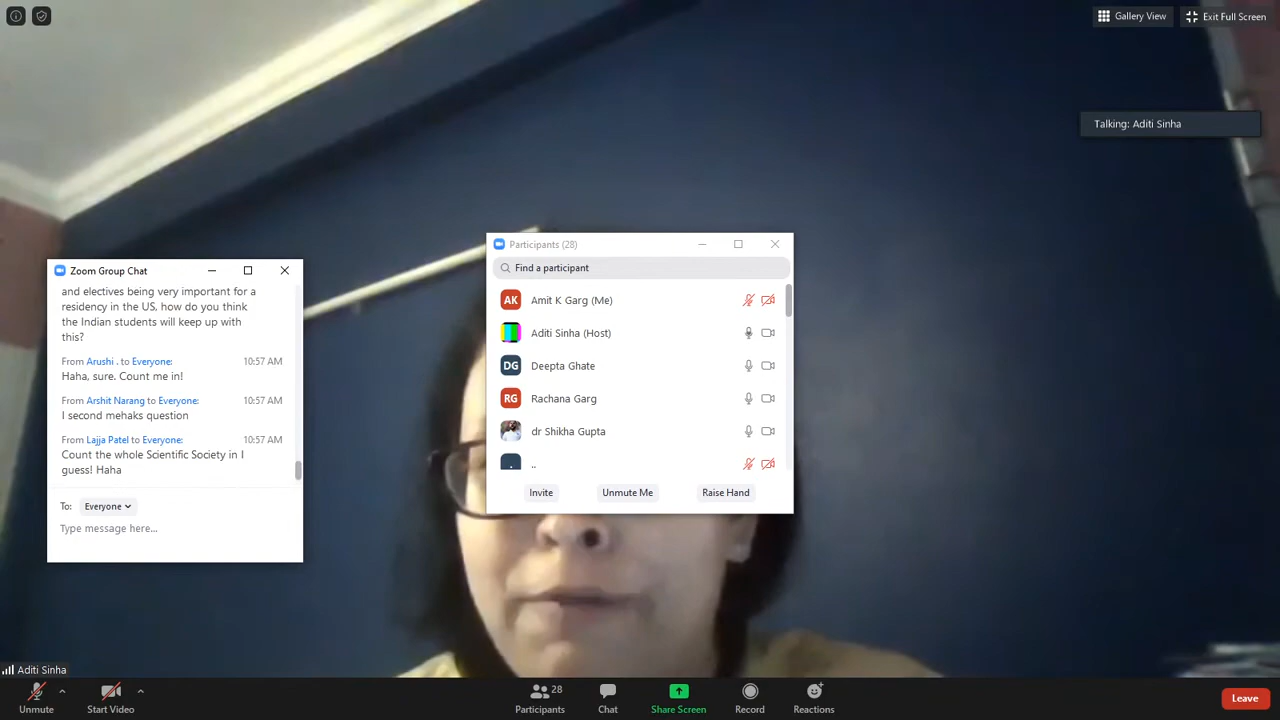 Gallery View
Exit Full Screen
Talking: Aditi Sinha
Participants (28)
Find a participant
AK Amit K Garg (Me)
Aditi Sinha (Host)
DG Deepta Ghate
RG Rachana Garg
dr Shikha Gupta
. ..
Invite Unmute Me Raise Hand
Zoom Group Chat
and electives being very important for a
residency in the US, how do you think
the Indian students will keep up with
this?
From Arushi . to Everyone: 10:57 AM
Haha, sure. Count me in!
From Arshit Narang to Everyone: 10:57 AM
I second mehaks question
From Lajja Patel to Everyone: 10:57 AM
Count the whole Scientific Society in I
guess! Haha
To: Everyone
Type message here...
Aditi Sinha
Unmute Start Video Participants 28 Chat Share Screen Record Reactions Leave